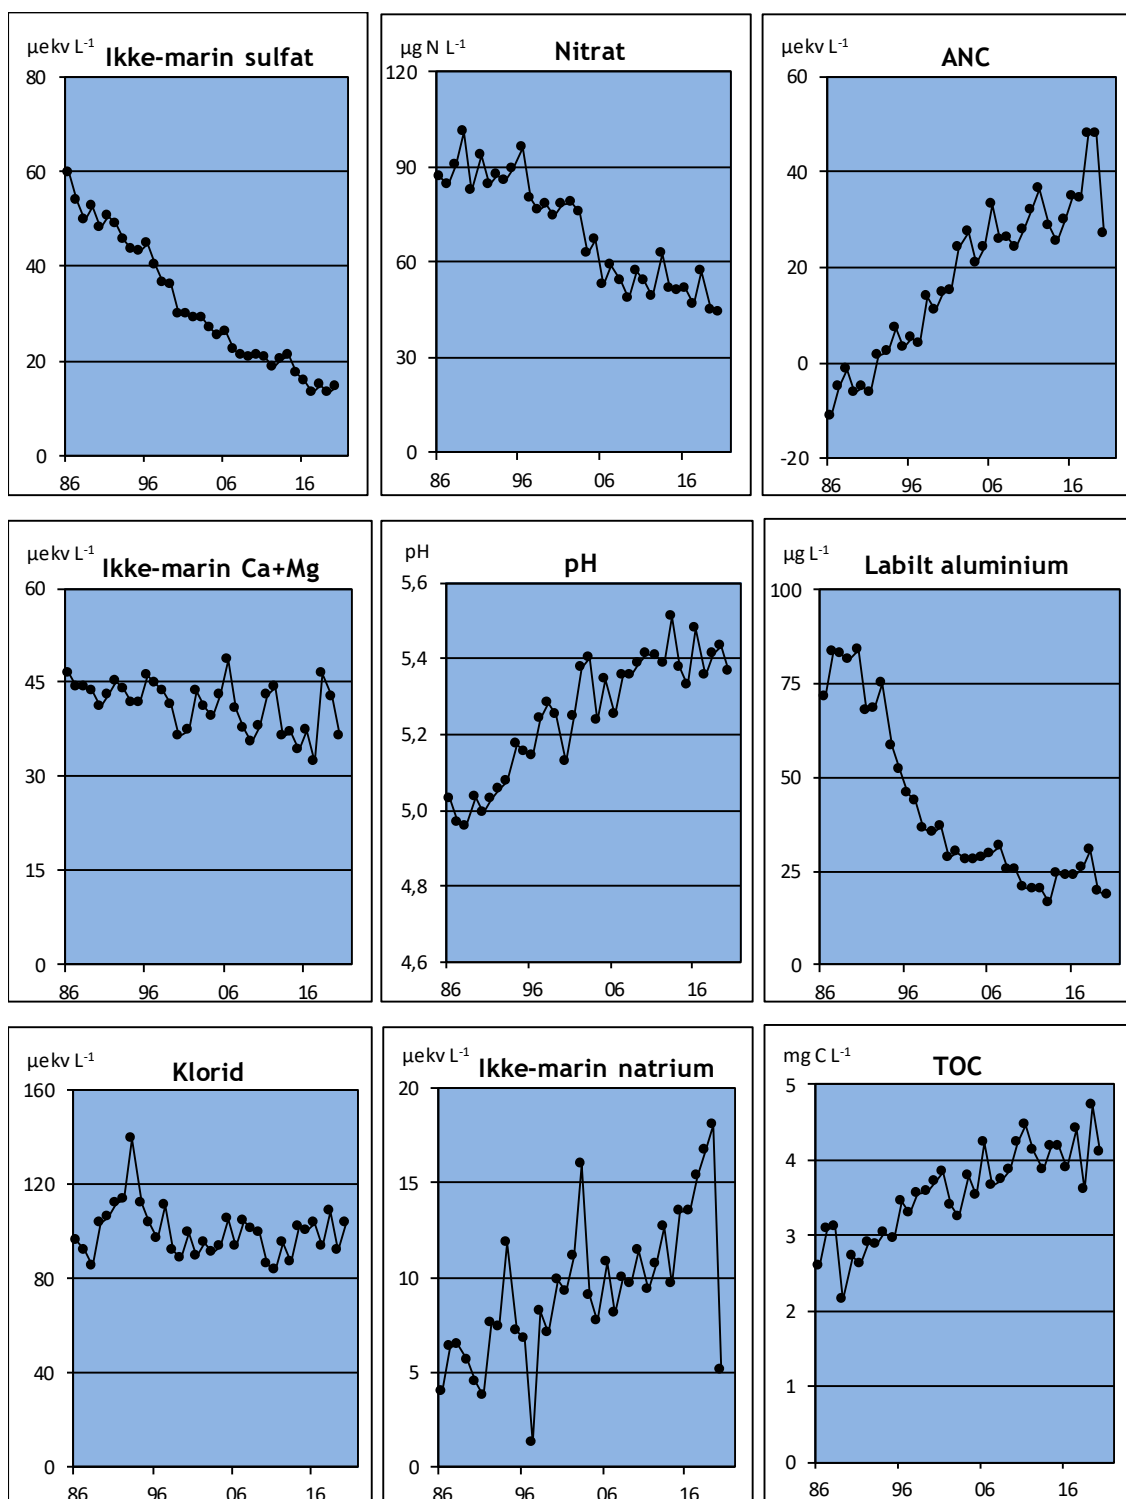 µekv L-1
Ikke-marin sulfat
80
60
40
20
0
86 96 06 16
µg N L-1
Nitrat
120
90
60
30
0
86 96 06 16
µekv L-1
ANC
60
40
20
0
-20
86 96 06 16
µekv L-1
Ikke-marin Ca+Mg
60
45
30
15
0
86 96 06 16
pH
pH
5,6
5,4
5,2
5,0
4,8
4,6
86 96 06 16
µg L-1
Labilt aluminium
100
75
50
25
0
86 96 06 16
µekv L-1
Klorid
160
120
80
40
0
86 96 06 16
µekv L-1
Ikke-marin natrium
20
15
10
5
0
86 96 06 16
mg C L-1
TOC
5
4
3
2
1
0
86 96 06 16